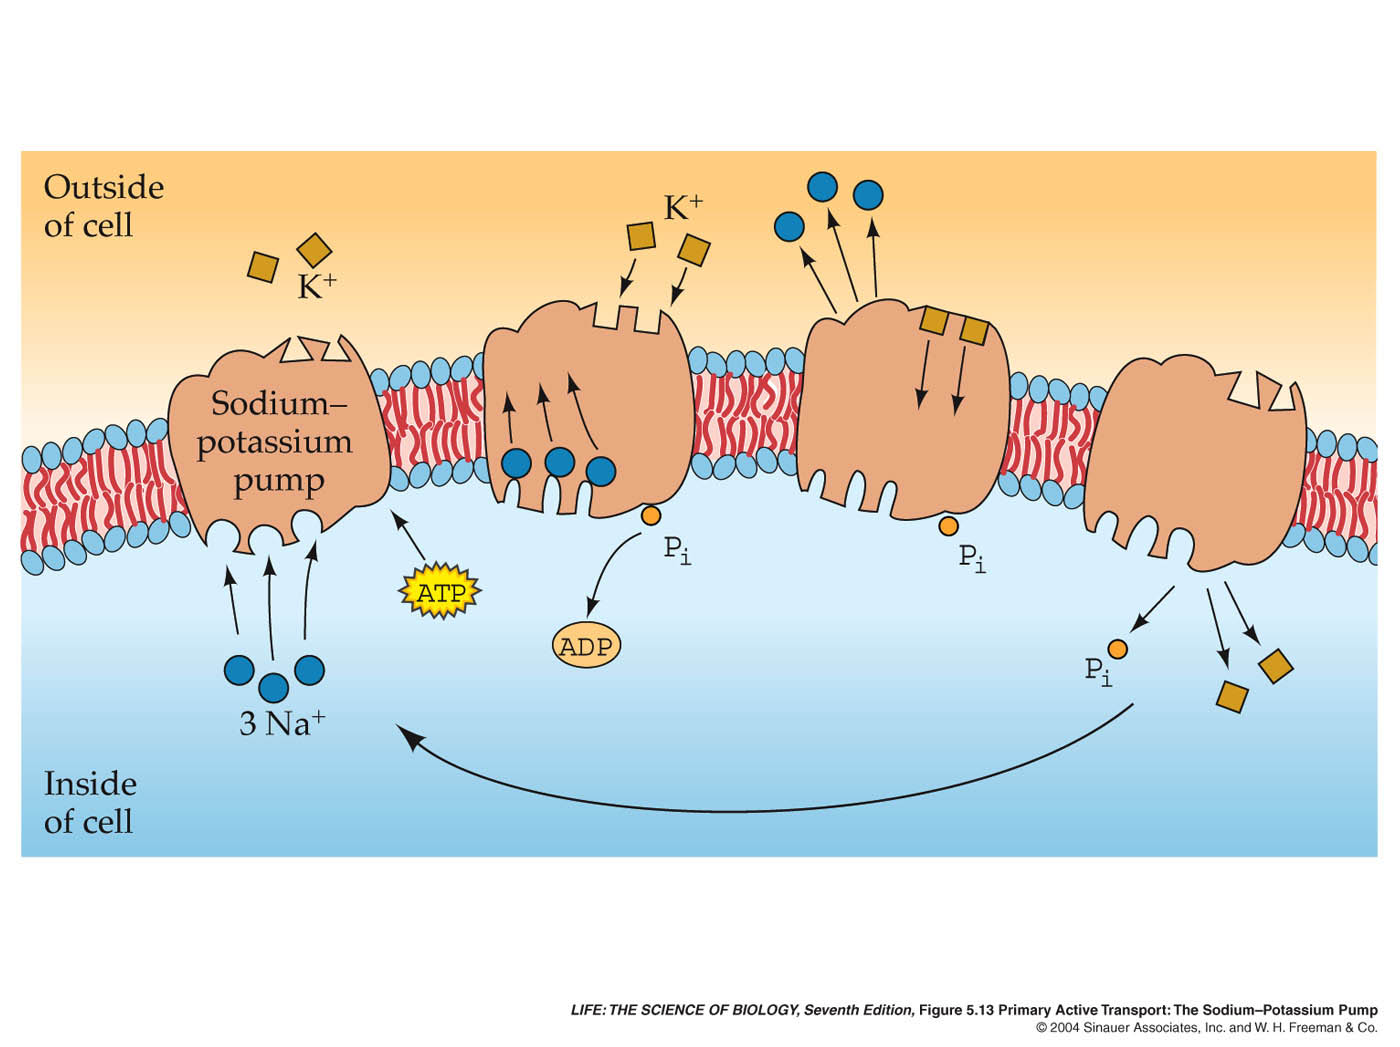 Outside
of cell
K+
K+
Sodium–
potassium
pump
ATP
Pi
Pi
ADP
Pi
3 Na+
Inside
of cell
LIFE: THE SCIENCE OF BIOLOGY, Seventh Edition, Figure 5.13 Primary Active Transport: The Sodium–Potassium Pump
© 2004 Sinauer Associates, Inc. and W. H. Freeman & Co.